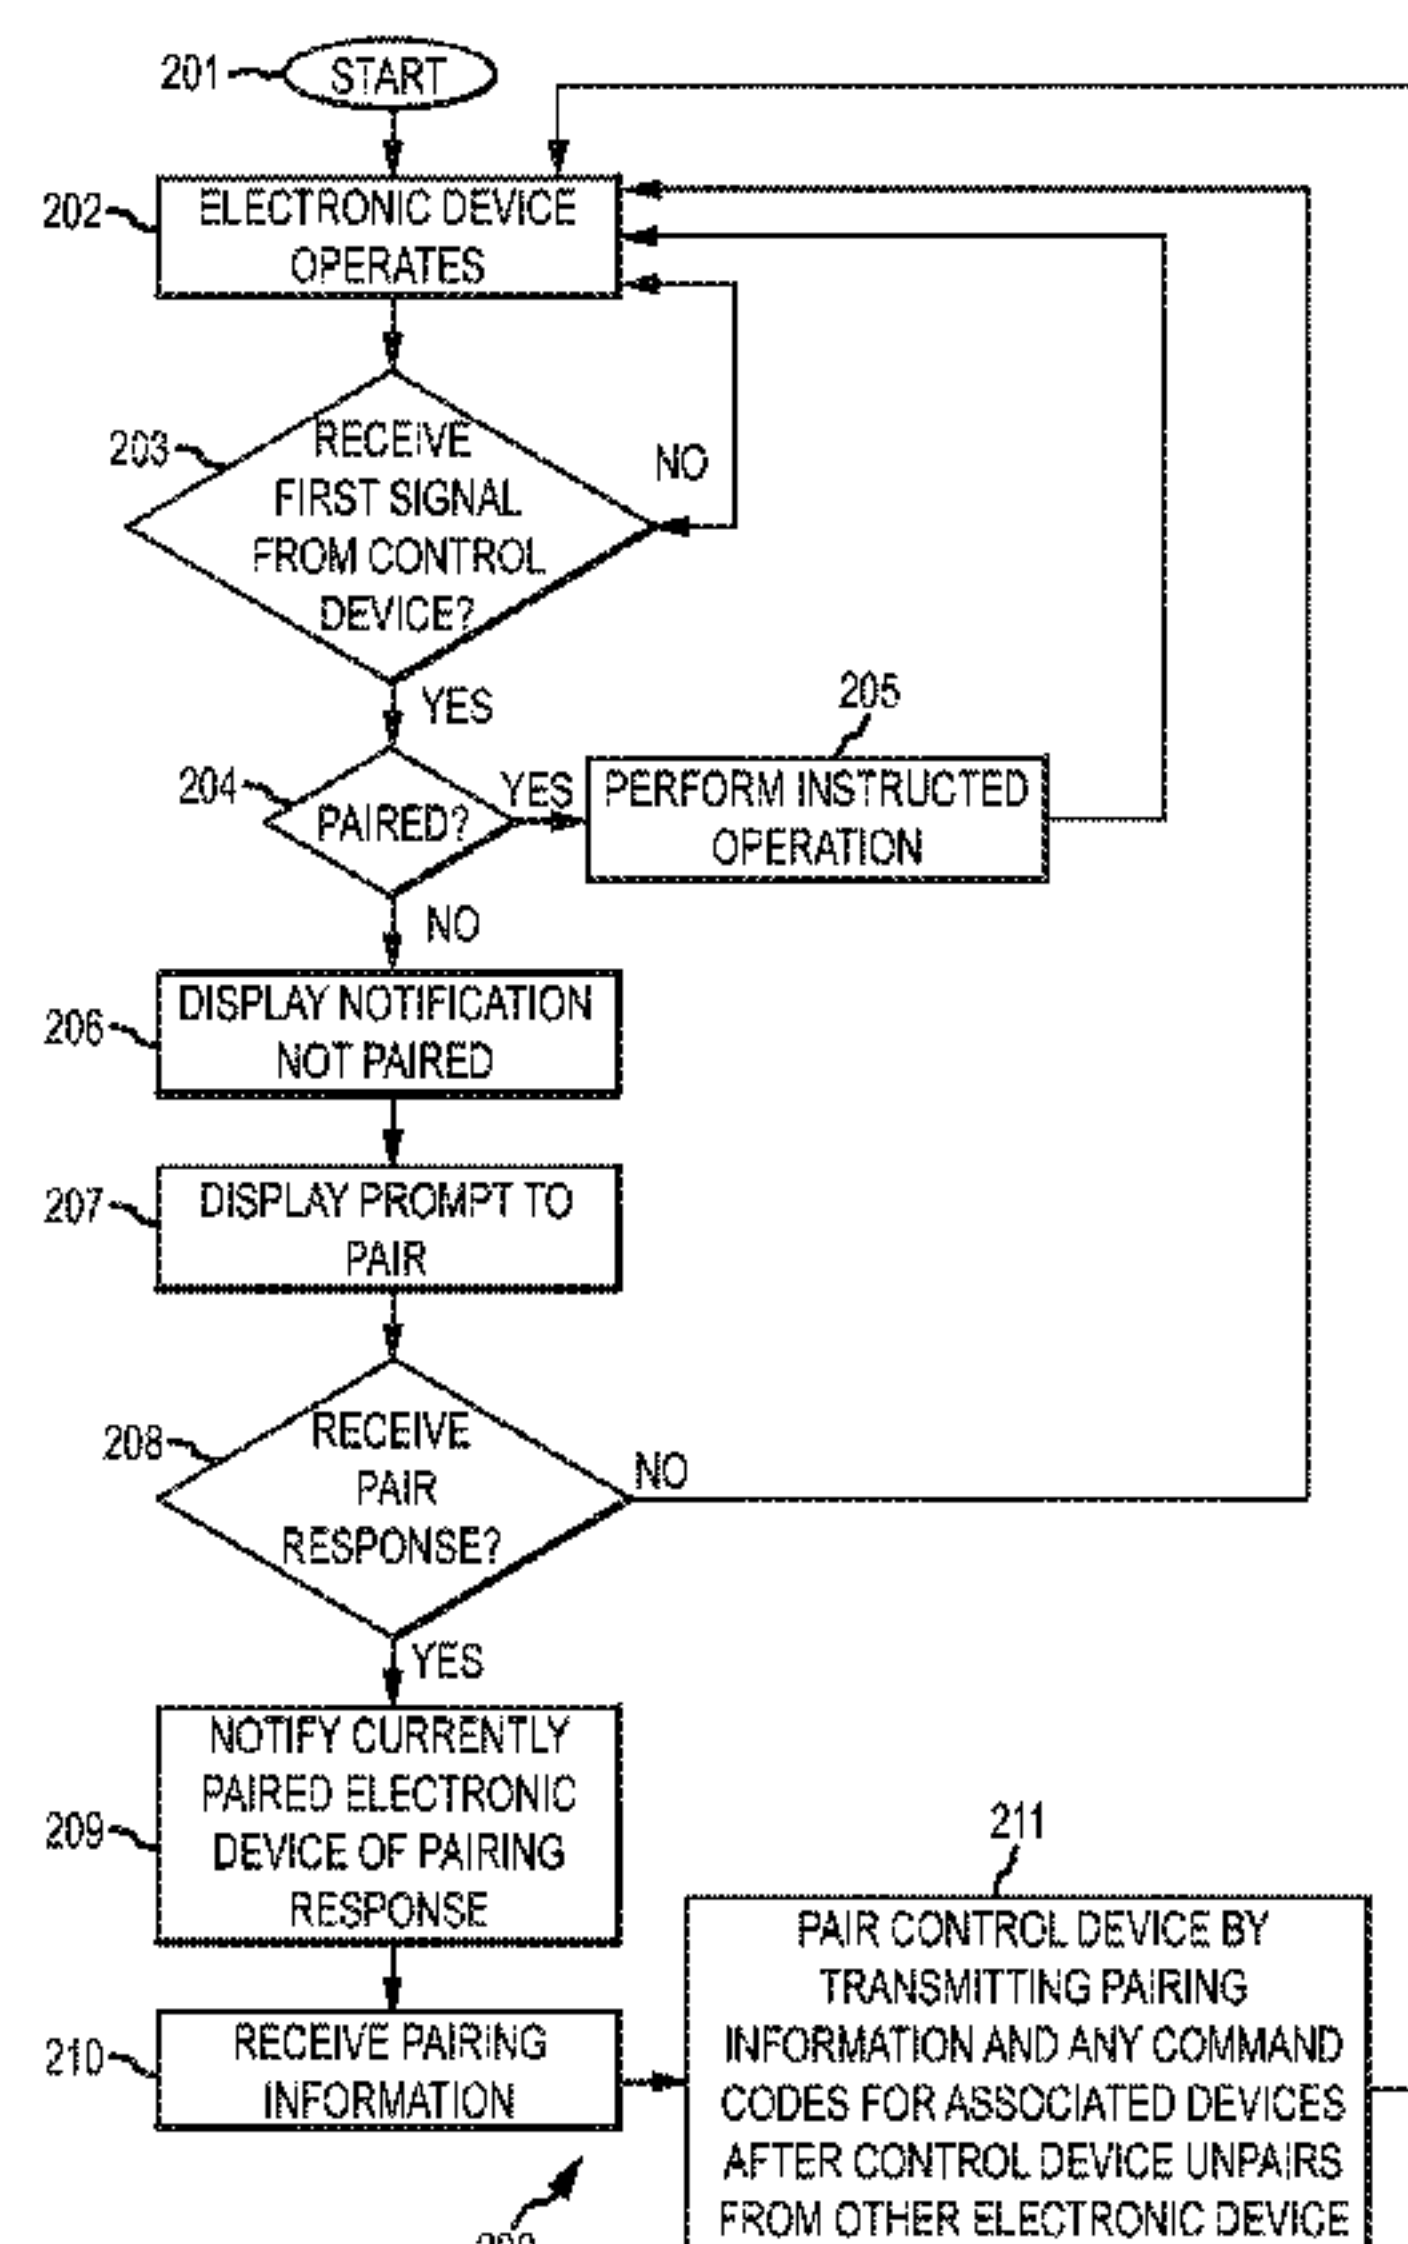 201
START
202
ELECTRONIC DEVICE
OPERATES
203
RECEIVE
FIRST SIGNAL
FROM CONTROL
DEVICE?
NO
YES
204
PAIRED?
YES
205
PERFORM INSTRUCTED
OPERATION
NO
206
DISPLAY NOTIFICATION
NOT PAIRED
207
DISPLAY PROMPT TO
PAIR
208
RECEIVE
PAIR
RESPONSE?
NO
YES
209
NOTIFY CURRENTLY
PAIRED ELECTRONIC
DEVICE OF PAIRING
RESPONSE
210
RECEIVE PAIRING
INFORMATION
211
PAIR CONTROL DEVICE BY
TRANSMITTING PAIRING
INFORMATION AND ANY COMMAND
CODES FOR ASSOCIATED DEVICES
AFTER CONTROL DEVICE UNPAIRS
FROM OTHER ELECTRONIC DEVICE